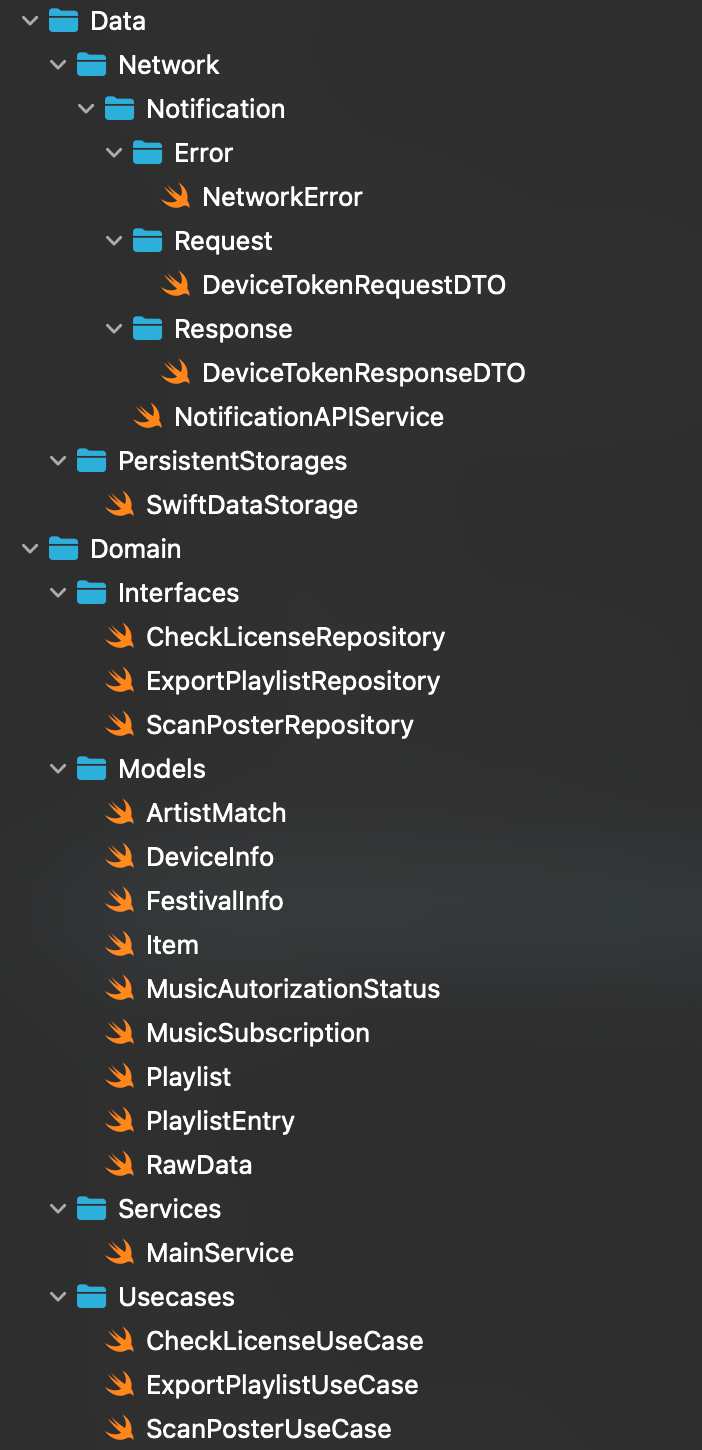 Data
Network
Notification
Error
NetworkError
Request
DeviceTokenRequestDTO
Response
DeviceTokenResponseDTO
NotificationAPIService
PersistentStorages
SwiftDataStorage
Domain
Interfaces
CheckLicenseRepository
ExportPlaylistRepository
ScanPosterRepository
Models
ArtistMatch
DeviceInfo
FestivalInfo
Item
MusicAutorizationStatus
MusicSubscription
Playlist
PlaylistEntry
RawData
Services
MainService
Usecases
CheckLicenseUseCase
ExportPlaylistUseCase
ScanPosterUseCase